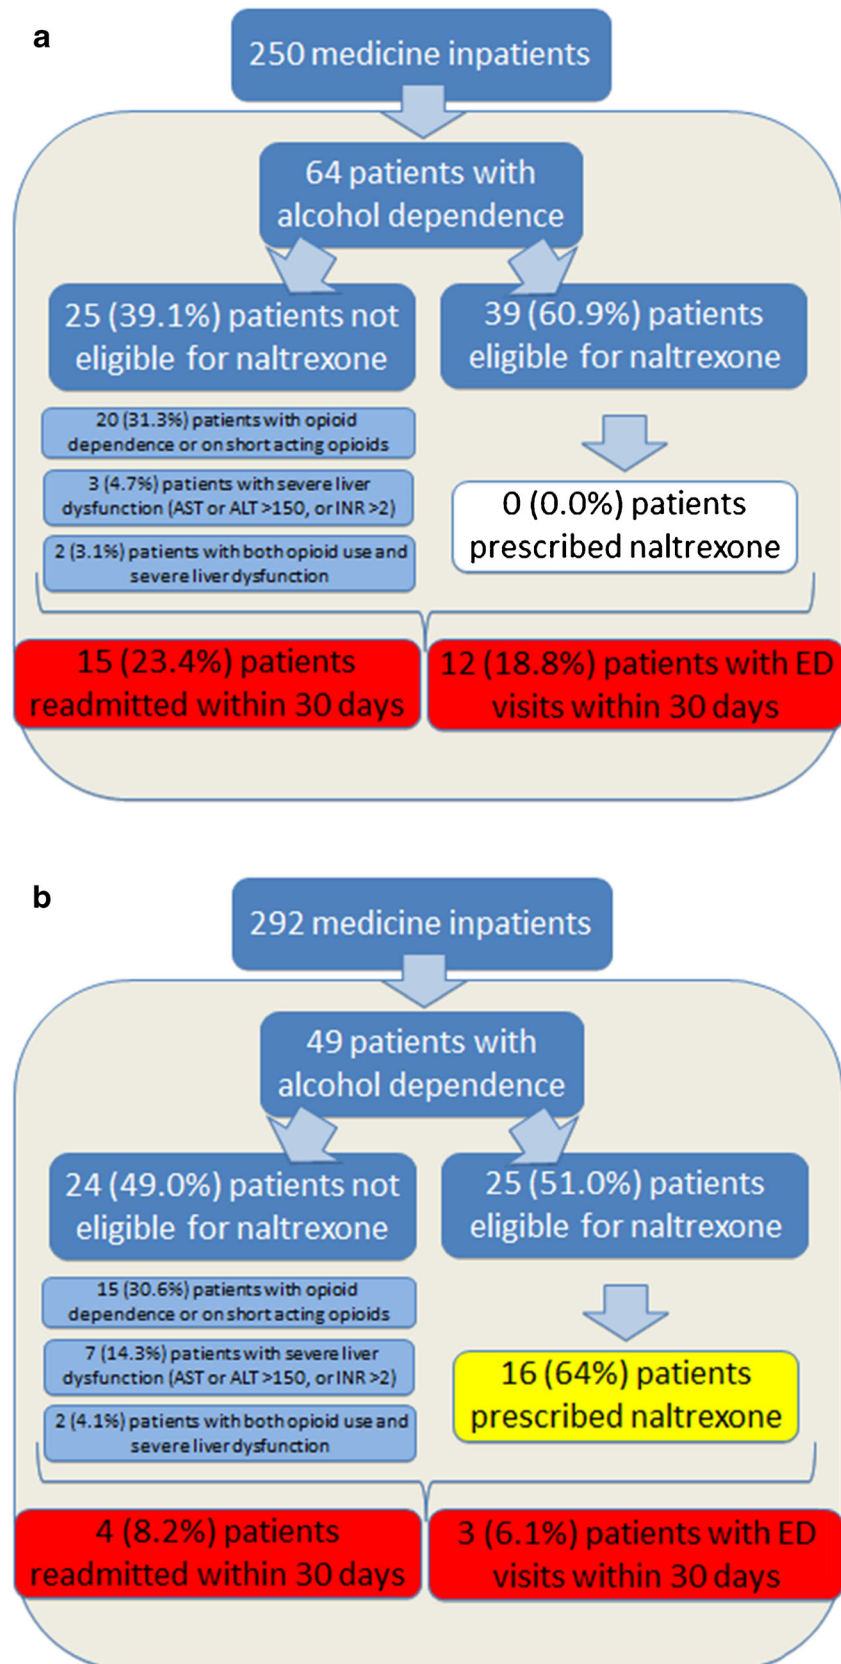 a
250 medicine inpatients
64 patients with
alcohol dependence
25 (39.1%) patients not
eligible for naltrexone
39 (60.9%) patients
eligible for naltrexone
20 (31.3%) patients with opioid
dependence or on short acting opioids
3 (4.7%) patients with severe liver
dysfunction (AST or ALT >150, or INR >2)
2 (3.1%) patients with both opioid use and
severe liver dysfunction
0 (0.0%) patients
prescribed naltrexone
15 (23.4%) patients
readmitted within 30 days
12 (18.8%) patients with ED
visits within 30 days
b
292 medicine inpatients
49 patients with
alcohol dependence
24 (49.0%) patients not
eligible for naltrexone
25 (51.0%) patients
eligible for naltrexone
15 (30.6%) patients with opioid
dependence or on short acting opioids
7 (14.3%) patients with severe liver
dysfunction (AST or ALT >150, or INR >2)
2 (4.1%) patients with both opioid use and
severe liver dysfunction
16 (64%) patients
prescribed naltrexone
4 (8.2%) patients
readmitted within 30 days
3 (6.1%) patients with ED
visits within 30 days